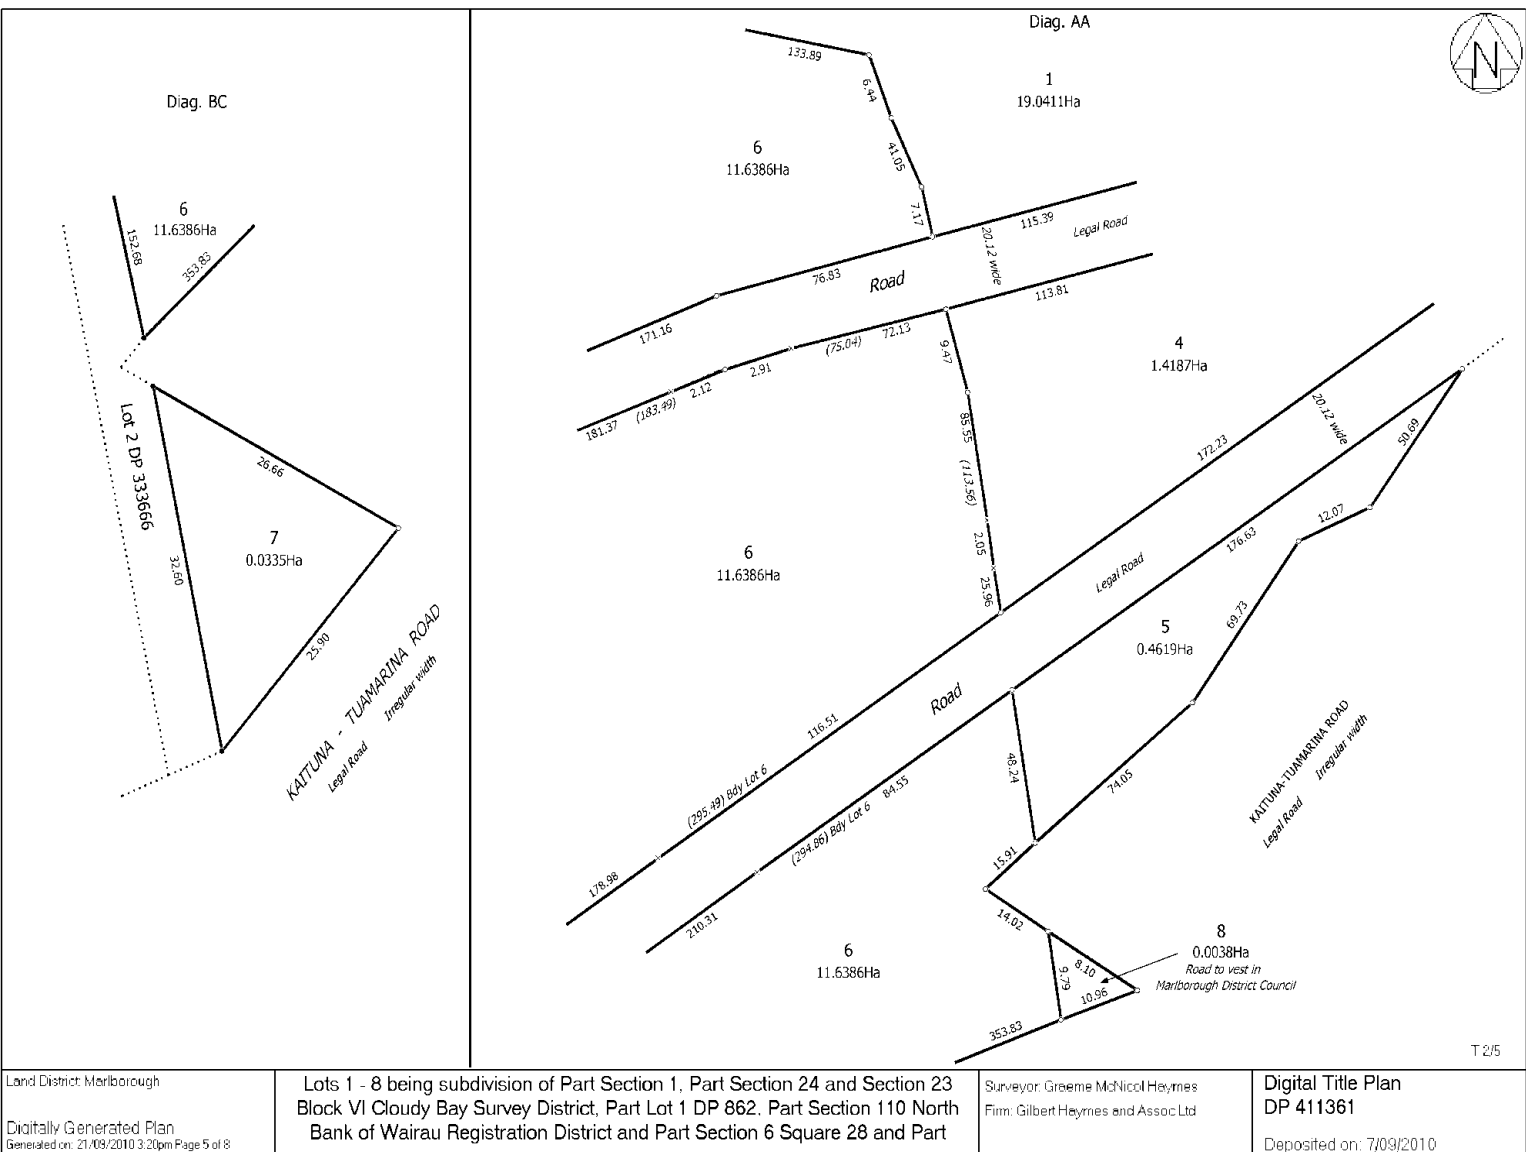 Diag. BC
6
11.6386Ha
152.68
353.83
Lot 2 DP 333666
26.66
7
0.0335Ha
32.60
25.90
KAITUNA - TUAMARINA ROAD
Legal Road Irregular width
Diag. AA
N
133.89
6.44
1
19.0411Ha
6
11.6386Ha
41.05
7.17
115.39
Legal Road
20.12 wide
76.83
Road
113.81
171.16
72.13
(75.04)
2.91
2.12
(183.49)
181.37
9.47
4
1.4187Ha
85.55
(113.56)
2.05
25.96
172.23
20.12 wide
50.69
12.07
176.63
Legal Road
6
11.6386Ha
5
0.4619Ha
69.73
Road
116.51
48.24
74.05
KAITUNA-TUAMARINA ROAD
Legal Road Irregular width
(295.49) Bdy Lot 6
84.55
(294.86) Bdy Lot 6
178.98
210.31
15.91
14.02
6
11.6386Ha
8
0.0038Ha
Road to vest in
Marlborough District Council
8.10
9.79
10.96
353.83
T 2/5
Land District: Marlborough
Digitally Generated Plan
Generated on: 21/09/2010 3:20pm Page 5 of 8
Lots 1 - 8 being subdivision of Part Section 1, Part Section 24 and Section 23
Block VI Cloudy Bay Survey District, Part Lot 1 DP 862, Part Section 110 North
Bank of Wairau Registration District and Part Section 6 Square 28 and Part
Surveyor: Graeme McNicol Haymes
Firm: Gilbert Haymes and Assoc Ltd
Digital Title Plan
DP 411361
Deposited on: 7/09/2010